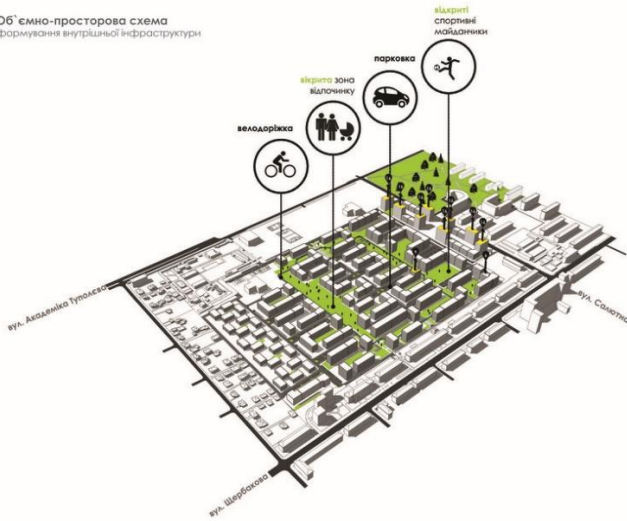 Об`ємно-просторова схема
формування внутрішньої інфраструктури
відкриті
спортивні
майданчики
парковка
вікрита зона
відпочинку
велодоріжка
вул. Академіка Туполєва
вул. Салютна
вул. Щербакова